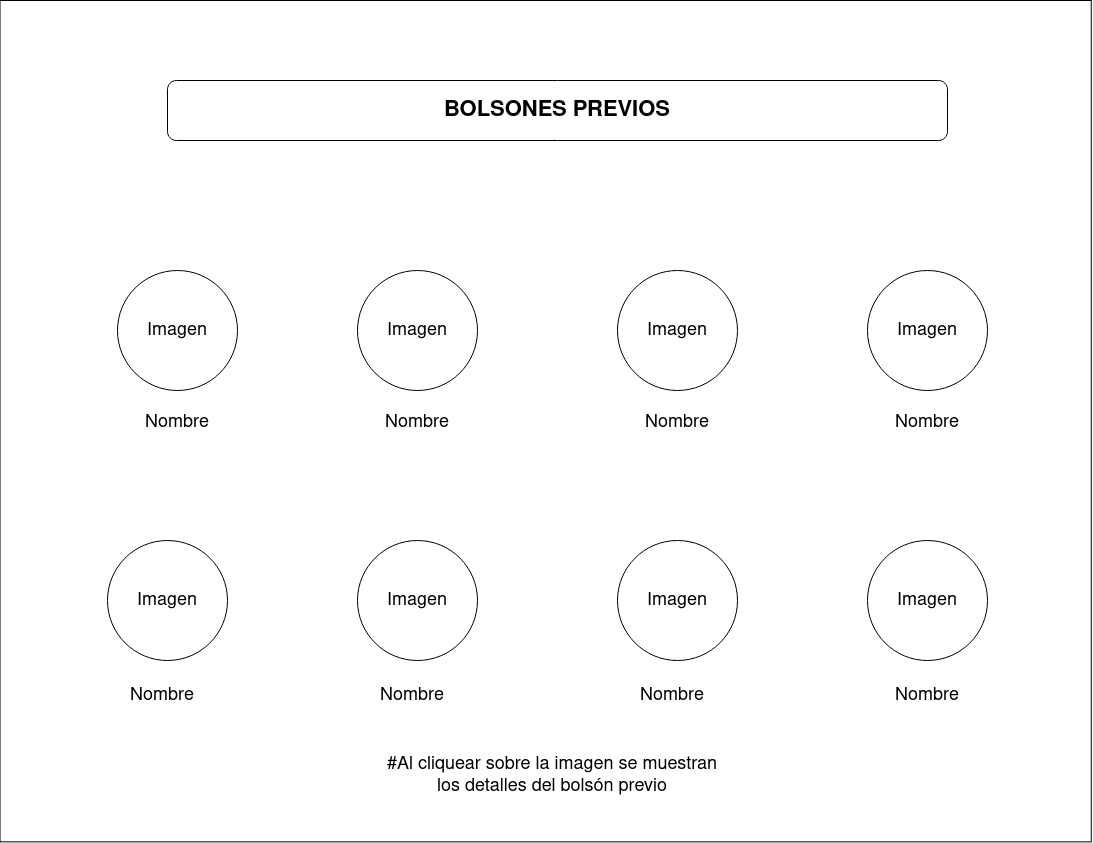 BOLSONES PREVIOS
Imagen Imagen Imagen Imagen
Nombre Nombre Nombre Nombre
Imagen Imagen Imagen Imagen
Nombre Nombre Nombre Nombre
#Al cliquear sobre la imagen se muestran
los detalles del bolsón previo